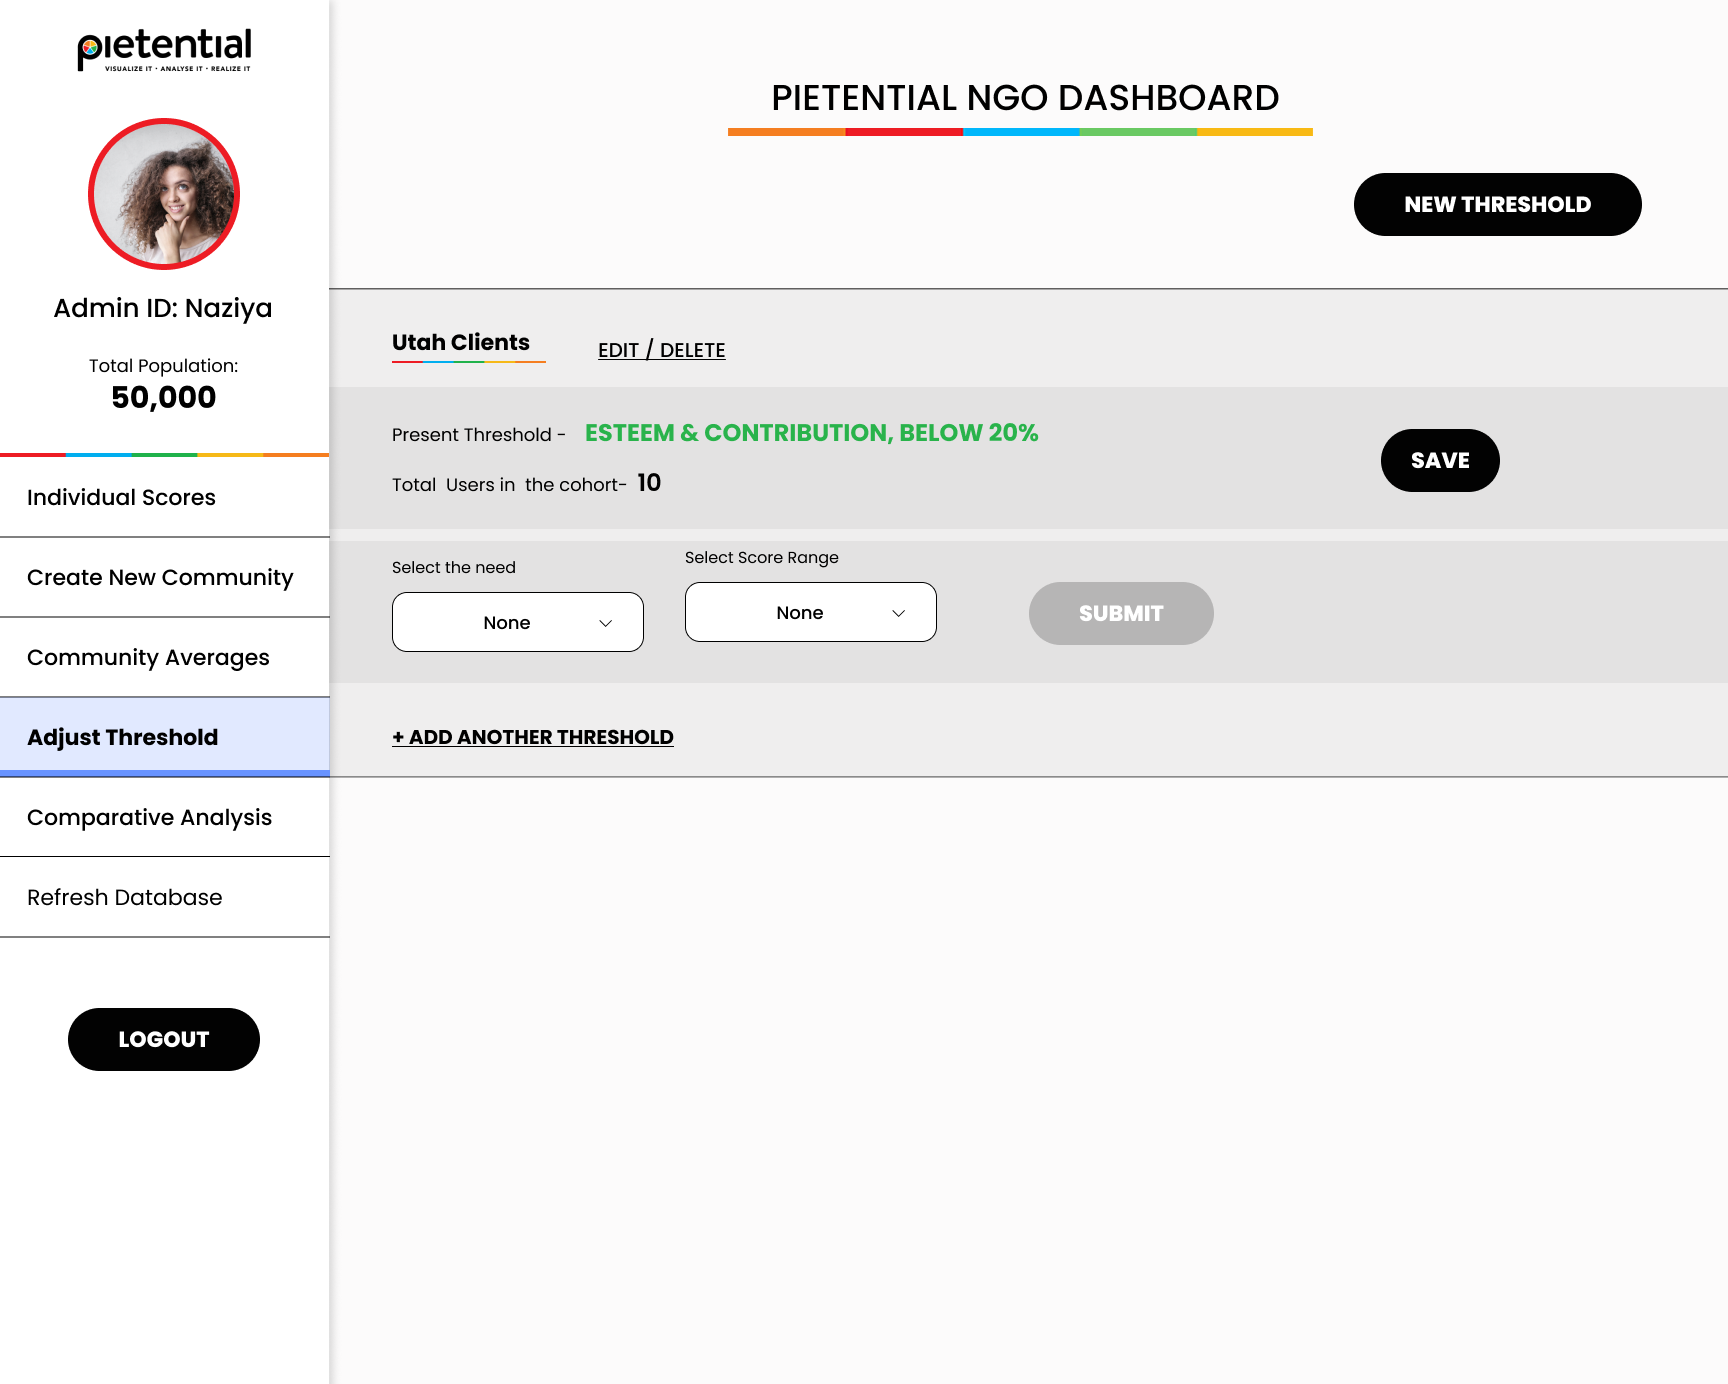 pietential
VISUALIZE IT • ANALYSE IT • REALIZE IT
Admin ID: Naziya
Total Population:
50,000
Individual Scores
Create New Community
Community Averages
Adjust Threshold
Comparative Analysis
Refresh Database
LOGOUT
PIETENTIAL NGO DASHBOARD
NEW THRESHOLD
Utah Clients
EDIT / DELETE
Present Threshold - ESTEEM & CONTRIBUTION, BELOW 20%
Total Users in the cohort- 10
SAVE
Select the need
Select Score Range
None
None
SUBMIT
+ ADD ANOTHER THRESHOLD